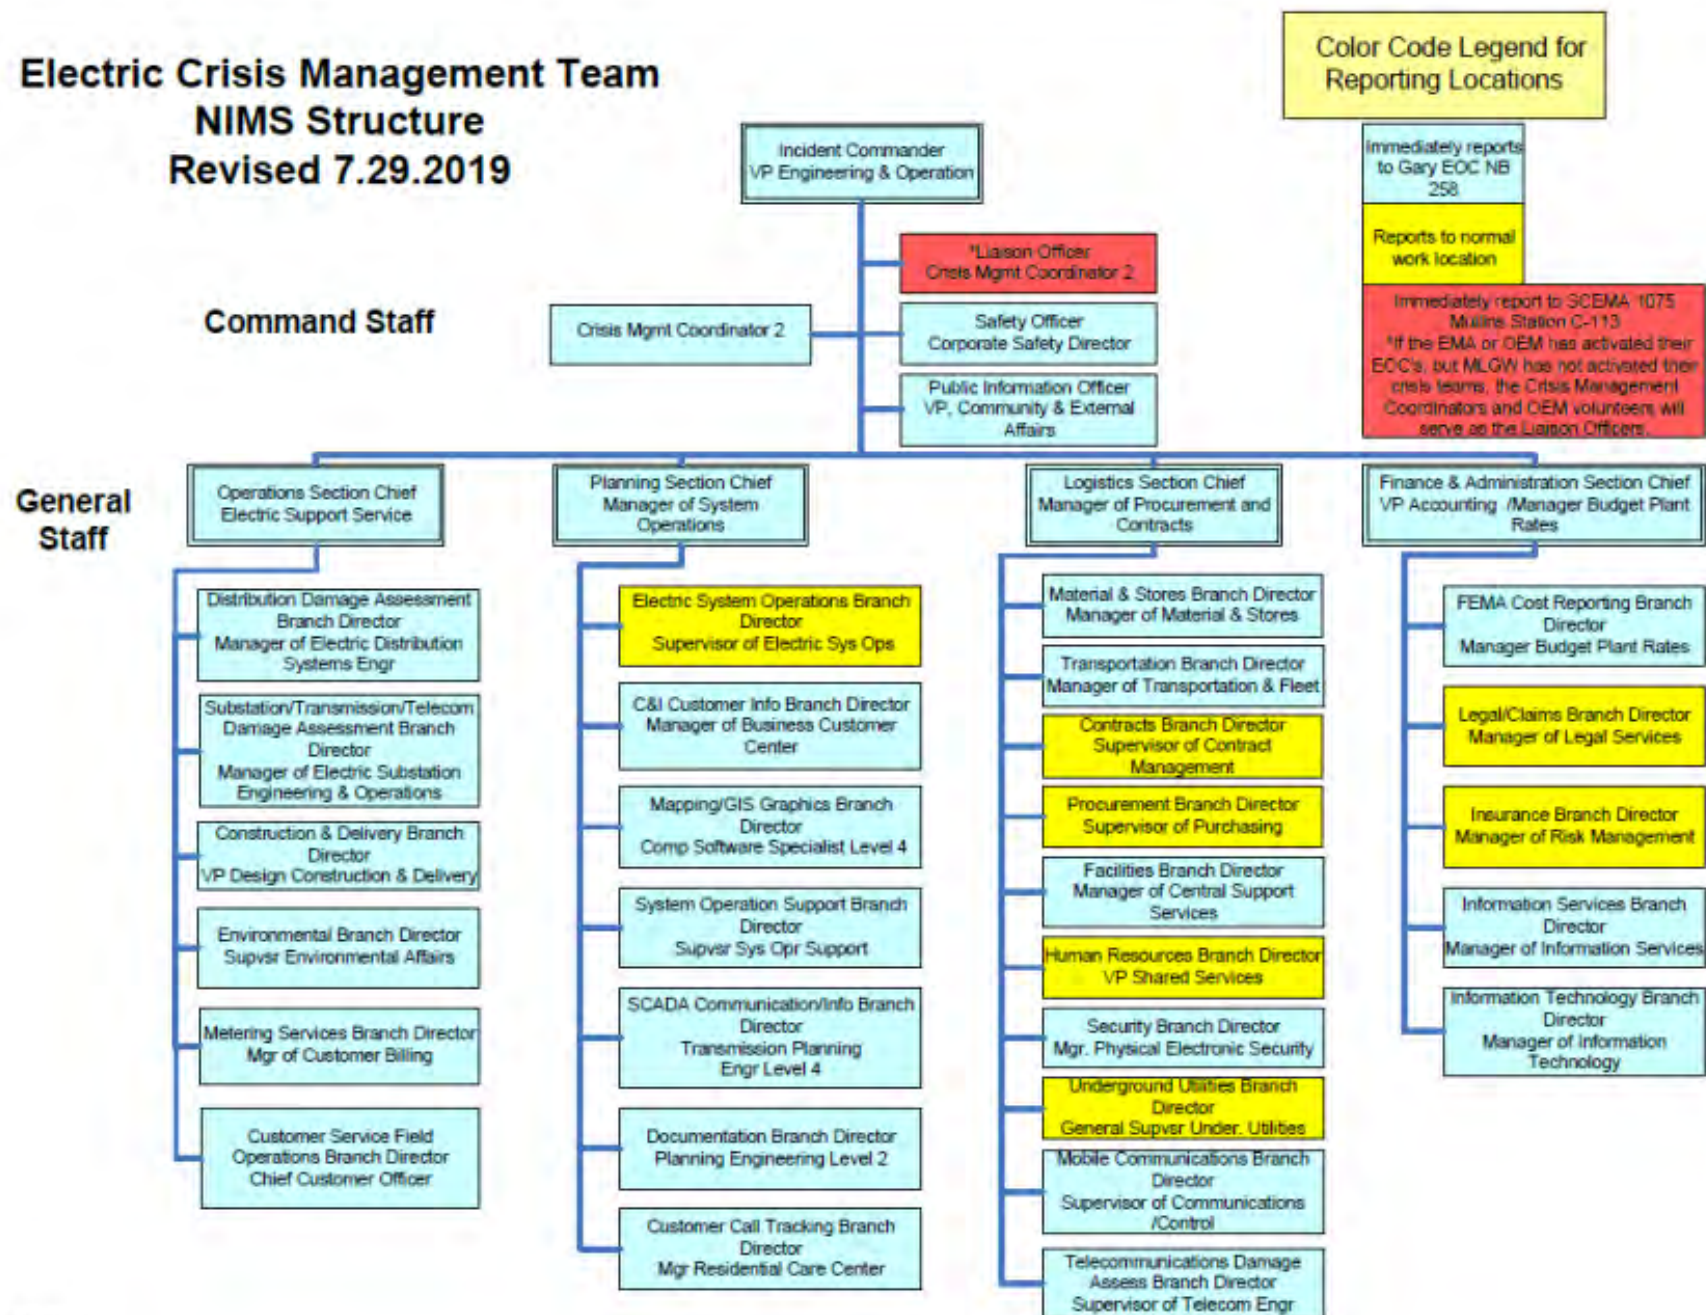 Electric Crisis Management Team
NIMS Structure
Revised 7.29.2019
Color Code Legend for
Reporting Locations
Immediately reports
to Gary EOC NB
258
Reports to normal
work location
Immediately report to SCEMA 1075
Mullins Station C-113
*If the EMA or OEM has activated their
EOC's, but MLGW has not activated their
crisis teams, the Crisis Management
Coordinators and OEM volunteers will
serve as the Liaison Officers.
Incident Commander
VP Engineering & Operation
Command Staff
*Liaison Officer
Crisis Mgmt Coordinator 2
Crisis Mgmt Coordinator 2
Safety Officer
Corporate Safety Director
Public Information Officer
VP, Community & External
Affairs
General
Staff
Operations Section Chief
Electric Support Service
Distribution Damage Assessment
Branch Director
Manager of Electric Distribution
Systems Engr
Substation/Transmission/Telecom
Damage Assessment Branch
Director
Manager of Electric Substation
Engineering & Operations
Construction & Delivery Branch
Director
VP Design Construction & Delivery
Environmental Branch Director
Supvsr Environmental Affairs
Metering Services Branch Director
Mgr of Customer Billing
Customer Service Field
Operations Branch Director
Chief Customer Officer
Planning Section Chief
Manager of System
Operations
Electric System Operations Branch
Director
Supervisor of Electric Sys Ops
C&I Customer Info Branch Director
Manager of Business Customer
Center
Mapping/GIS Graphics Branch
Director
Comp Software Specialist Level 4
System Operation Support Branch
Director
Supvsr Sys Opr Support
SCADA Communication/Info Branch
Director
Transmission Planning
Engr Level 4
Documentation Branch Director
Planning Engineering Level 2
Customer Call Tracking Branch
Director
Mgr Residential Care Center
Logistics Section Chief
Manager of Procurement and
Contracts
Material & Stores Branch Director
Manager of Material & Stores
Transportation Branch Director
Manager of Transportation & Fleet
Contracts Branch Director
Supervisor of Contract
Management
Procurement Branch Director
Supervisor of Purchasing
Facilities Branch Director
Manager of Central Support
Services
Human Resources Branch Director
VP Shared Services
Security Branch Director
Mgr. Physical Electronic Security
Underground Utilities Branch
Director
General Supvsr Under. Utilities
Mobile Communications Branch
Director
Supervisor of Communications
/Control
Telecommunications Damage
Assess Branch Director
Supervisor of Telecom Engr
Finance & Administration Section Chief
VP Accounting /Manager Budget Plant
Rates
FEMA Cost Reporting Branch
Director
Manager Budget Plant Rates
Legal/Claims Branch Director
Manager of Legal Services
Insurance Branch Director
Manager of Risk Management
Information Services Branch
Director
Manager of Information Services
Information Technology Branch
Director
Manager of Information
Technology